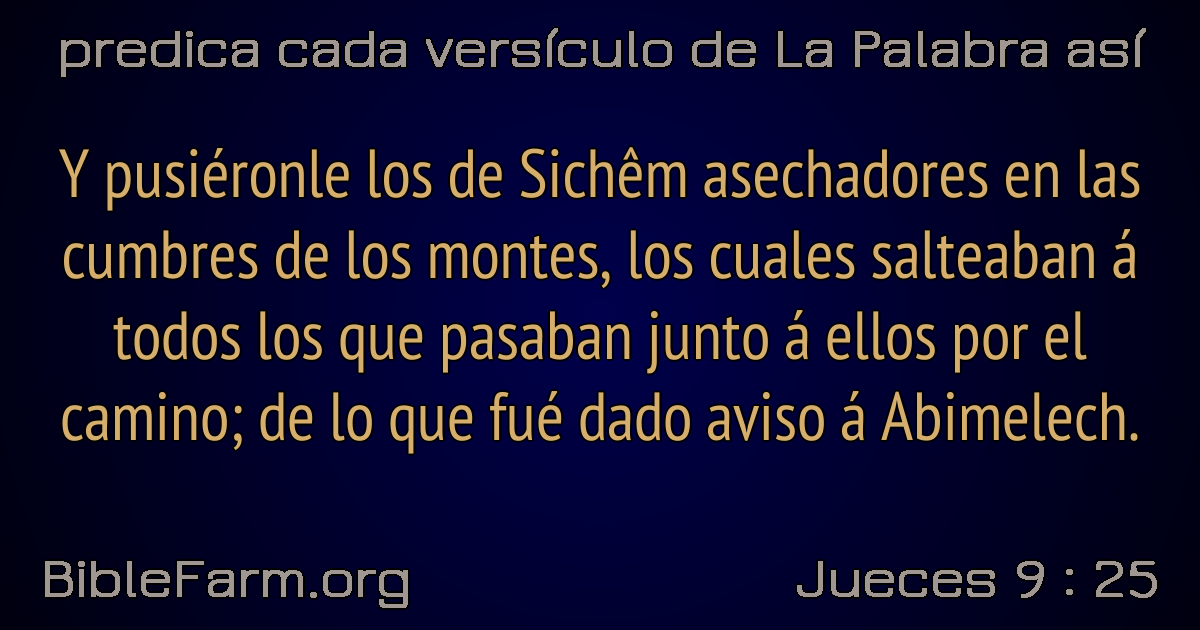 predica cada versículo de La Palabra así
Y pusiéronle los de Sichêm asechadores en las
cumbres de los montes, los cuales salteaban á
todos los que pasaban junto á ellos por el
camino; de lo que fué dado aviso á Abimelech.
BibleFarm.org
Jueces 9 : 25